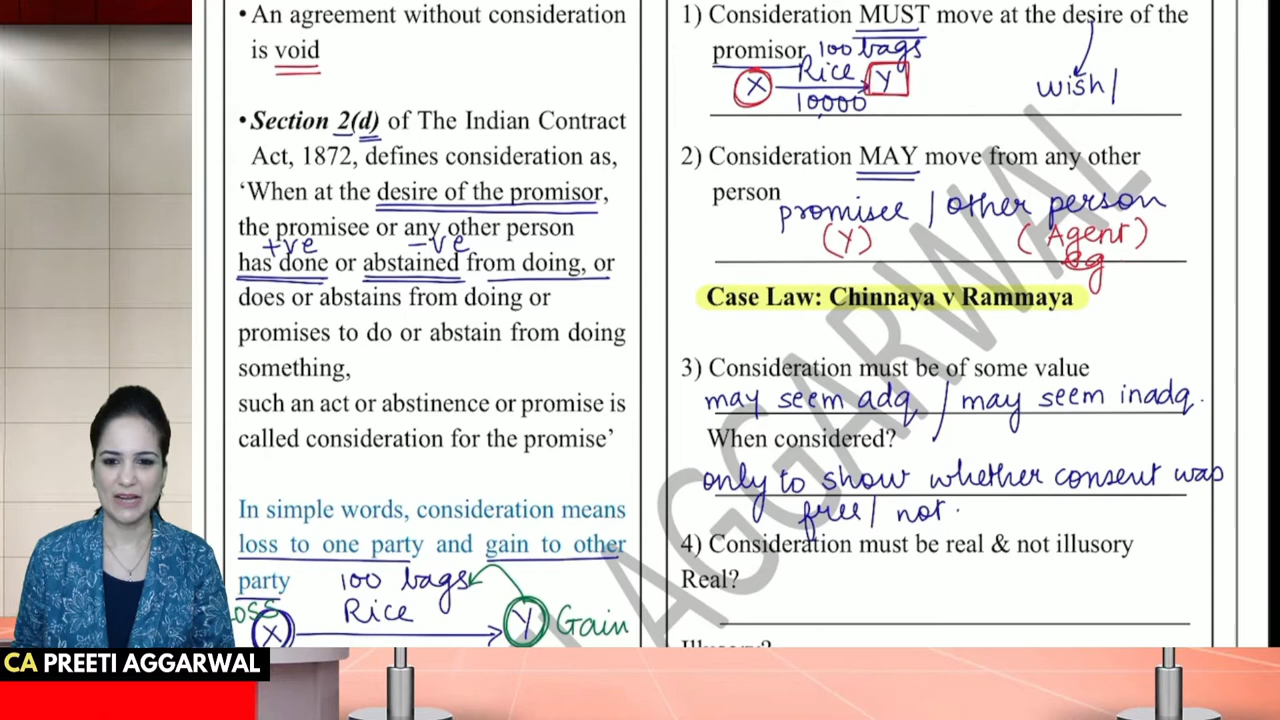 • An agreement without consideration
is void
• Section 2(d) of The Indian Contract
Act, 1872, defines consideration as,
‘When at the desire of the promisor,
the promisee or any other person
+ve -ve
has done or abstained from doing, or
does or abstains from doing or
promises to do or abstain from doing
something,
such an act or abstinence or promise is
called consideration for the promise’
In simple words, consideration means
loss to one party and gain to other
party
100 bags
Rice
X Y Gain
1) Consideration MUST move at the desire of the
promisor 100 bags
X Rice Y
10,000
wish/
2) Consideration MAY move from any other
person
promisee / other person
(Y) (Agent)
eg
Case Law: Chinnaya v Rammaya
3) Consideration must be of some value
may seem adq. / may seem inadq.
When considered?
only to show whether consent was
free / not.
4) Consideration must be real & not illusory
Real?
AGGARWAL
CA PREETI AGGARWAL